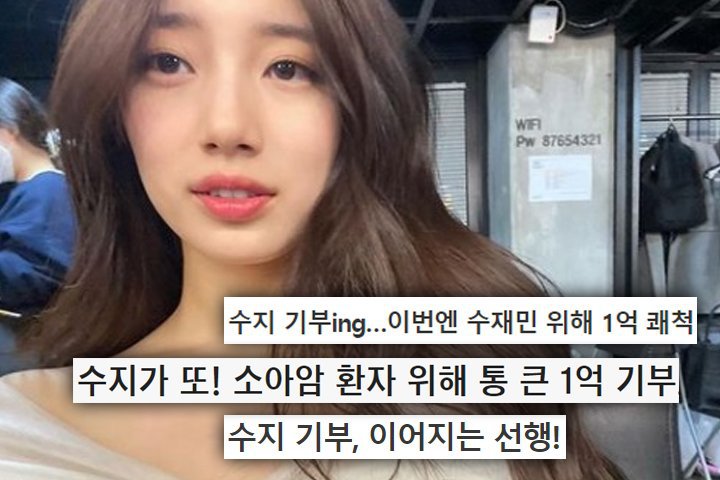 WIFI
Pw 87654321
수지 기부ing...이번엔 수재민 위해 1억 쾌척
수지가 또! 소아암 환자 위해 통 큰 1억 기부
수지 기부, 이어지는 선행!